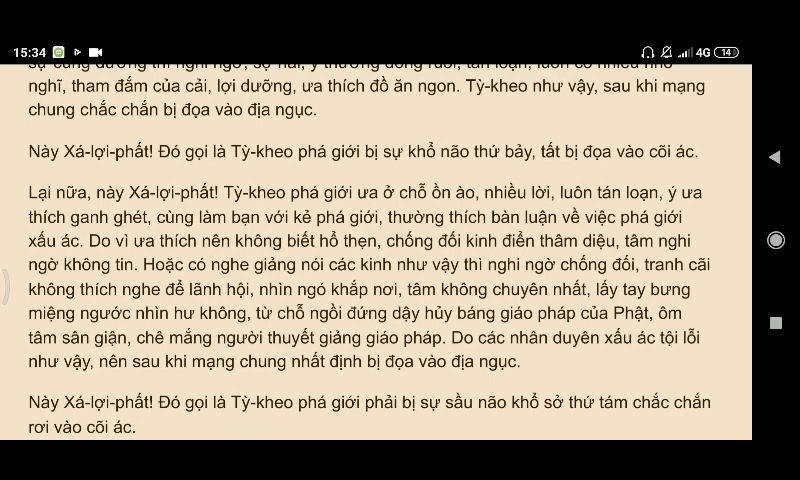 15:34
4G 14
nghĩ, tham đắm của cải, lợi dưỡng, ưa thích đồ ăn ngon. Tỳ-kheo như vậy, sau khi mạng
chung chắc chắn bị đọa vào địa ngục.
Này Xá-lợi-phất! Đó gọi là Tỳ-kheo phá giới bị sự khổ não thứ bảy, tất bị đọa vào cõi ác.
Lại nữa, này Xá-lợi-phất! Tỳ-kheo phá giới ưa ở chỗ ồn ào, nhiều lời, luôn tán loạn, ý ưa
thích ganh ghét, cùng làm bạn với kẻ phá giới, thường thích bàn luận về việc phá giới
xấu ác. Do vì ưa thích nên không biết hổ thẹn, chống đối kinh điển thâm diệu, tâm nghi
ngờ không tin. Hoặc có nghe giảng nói các kinh như vậy thì nghi ngờ chống đối, tranh cãi
không thích nghe để lãnh hội, nhìn ngó khắp nơi, tâm không chuyên nhất, lấy tay bưng
miệng ngước nhìn hư không, từ chỗ ngồi đứng dậy hủy báng giáo pháp của Phật, ôm
tâm sân giận, chê mắng người thuyết giảng giáo pháp. Do các nhân duyên xấu ác tội lỗi
như vậy, nên sau khi mạng chung nhất định bị đọa vào địa ngục.
Này Xá-lợi-phất! Đó gọi là Tỳ-kheo phá giới phải bị sự sầu não khổ sở thứ tám chắc chắn
rơi vào cõi ác.